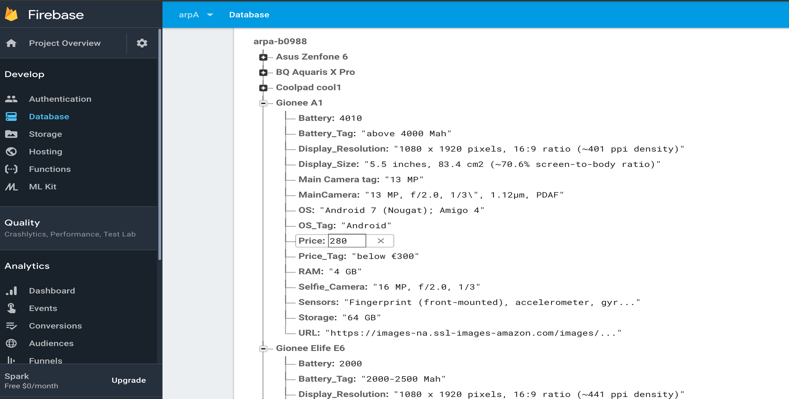 Firebase
arpA
Database
Project Overview
Develop
Authentication
Database
Storage
Hosting
Functions
ML Kit
Quality
Crashlytics, Performance, Test Lab
Analytics
Dashboard
Events
Conversions
Audiences
Funnels
Spark
Free $0/month
Upgrade
arpa-b0988
Asus Zenfone 6
BQ Aquaris X Pro
Coolpad cool1
Gionee A1
Battery: 4010
Battery_Tag: "above 4000 Mah"
Display_Resolution: "1080 x 1920 pixels, 16:9 ratio (~401 ppi density)"
Display_Size: "5.5 inches, 83.4 cm2 (~70.6% screen-to-body ratio)"
Main Camera tag: "13 MP"
MainCamera: "13 MP, f/2.0, 1/3\", 1.12μm, PDAF"
OS: "Android 7 (Nougat); Amigo 4"
OS_Tag: "Android"
Price: 280
Price_Tag: "below €300"
RAM: "4 GB"
Selfie_Camera: "16 MP, f/2.0, 1/3"
Sensors: "Fingerprint (front-mounted), accelerometer, gyr..."
Storage: "64 GB"
URL: "https://images-na.ssl-images-amazon.com/images/..."
Gionee Elife E6
Battery: 2000
Battery_Tag: "2000-2500 Mah"
Display_Resolution: "1080 x 1920 pixels, 16:9 ratio (~441 ppi density)"